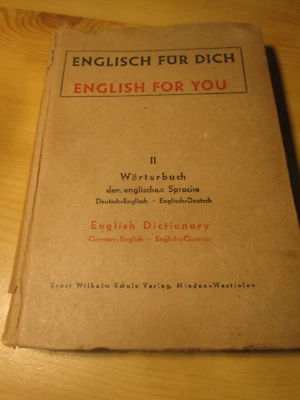 ENGLISCH FÜR DICH
ENGLISH FOR YOU
II
Wörterbuch
der englischen Sprache
Deutsch=Englisch · Englisch=Deutsch
English Dictionary
German=English · English=German
Ernst Wilhelm Schulz Verlag, Minden=Westfalen